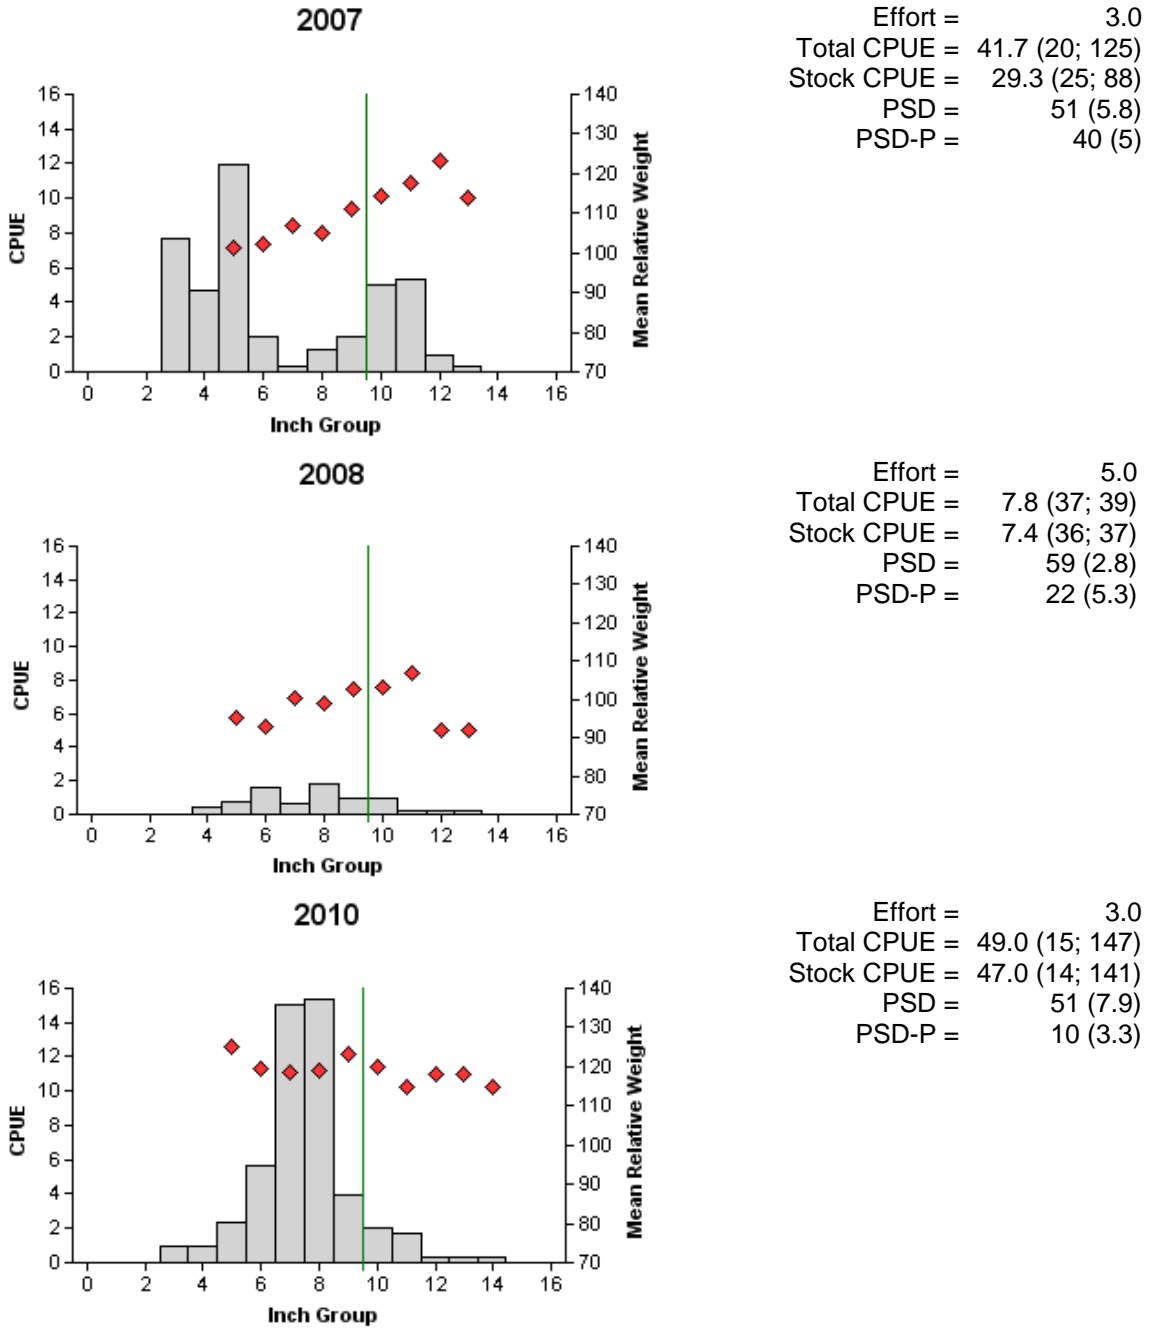 2007
Effort = 3.0
Total CPUE = 41.7 (20; 125)
Stock CPUE = 29.3 (25; 88)
PSD = 51 (5.8)
PSD-P = 40 (5)
16
14
12
10
8
6
4
2
0
CPUE
140
130
120
110
100
90
80
70
Mean Relative Weight
0 2 4 6 8 10 12 14 16
Inch Group
2008
Effort = 5.0
Total CPUE = 7.8 (37; 39)
Stock CPUE = 7.4 (36; 37)
PSD = 59 (2.8)
PSD-P = 22 (5.3)
16
14
12
10
8
6
4
2
0
CPUE
140
130
120
110
100
90
80
70
Mean Relative Weight
0 2 4 6 8 10 12 14 16
Inch Group
2010
Effort = 3.0
Total CPUE = 49.0 (15; 147)
Stock CPUE = 47.0 (14; 141)
PSD = 51 (7.9)
PSD-P = 10 (3.3)
16
14
12
10
8
6
4
2
0
CPUE
140
130
120
110
100
90
80
70
Mean Relative Weight
0 2 4 6 8 10 12 14 16
Inch Group